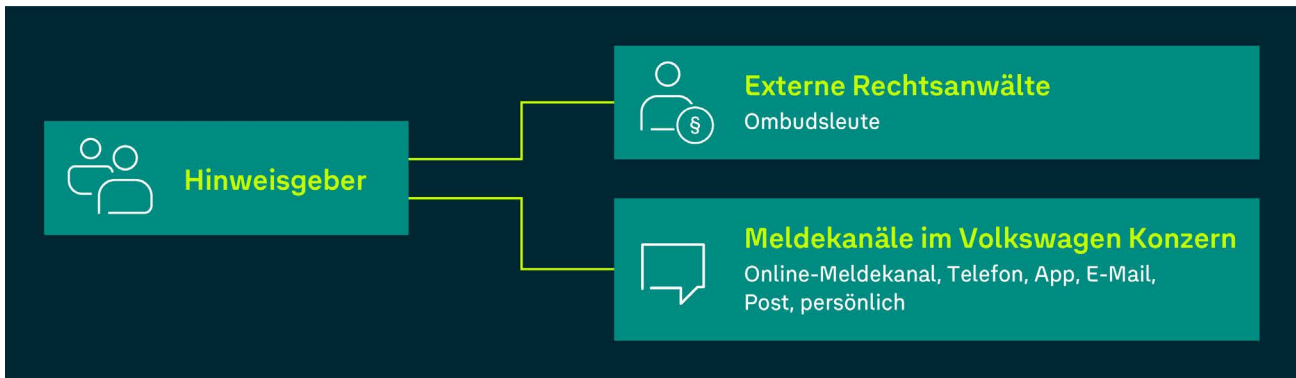 Hinweisgeber
Externe Rechtsanwälte
Ombudsleute
§
Meldekanäle im Volkswagen Konzern
Online-Meldekanal, Telefon, App, E-Mail,
Post, persönlich